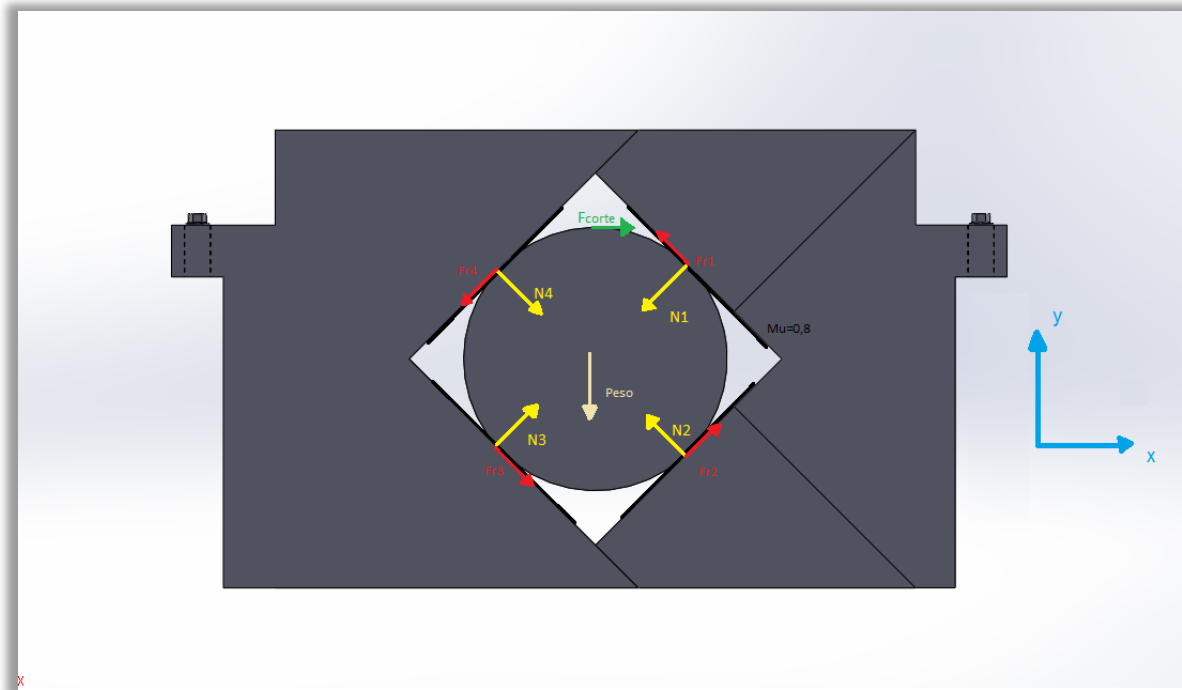 Fcorte
Fr1
Fr4
N4
N1
Mu=0,8
y
Peso
x
N3
N2
Fr3
Fr2
x